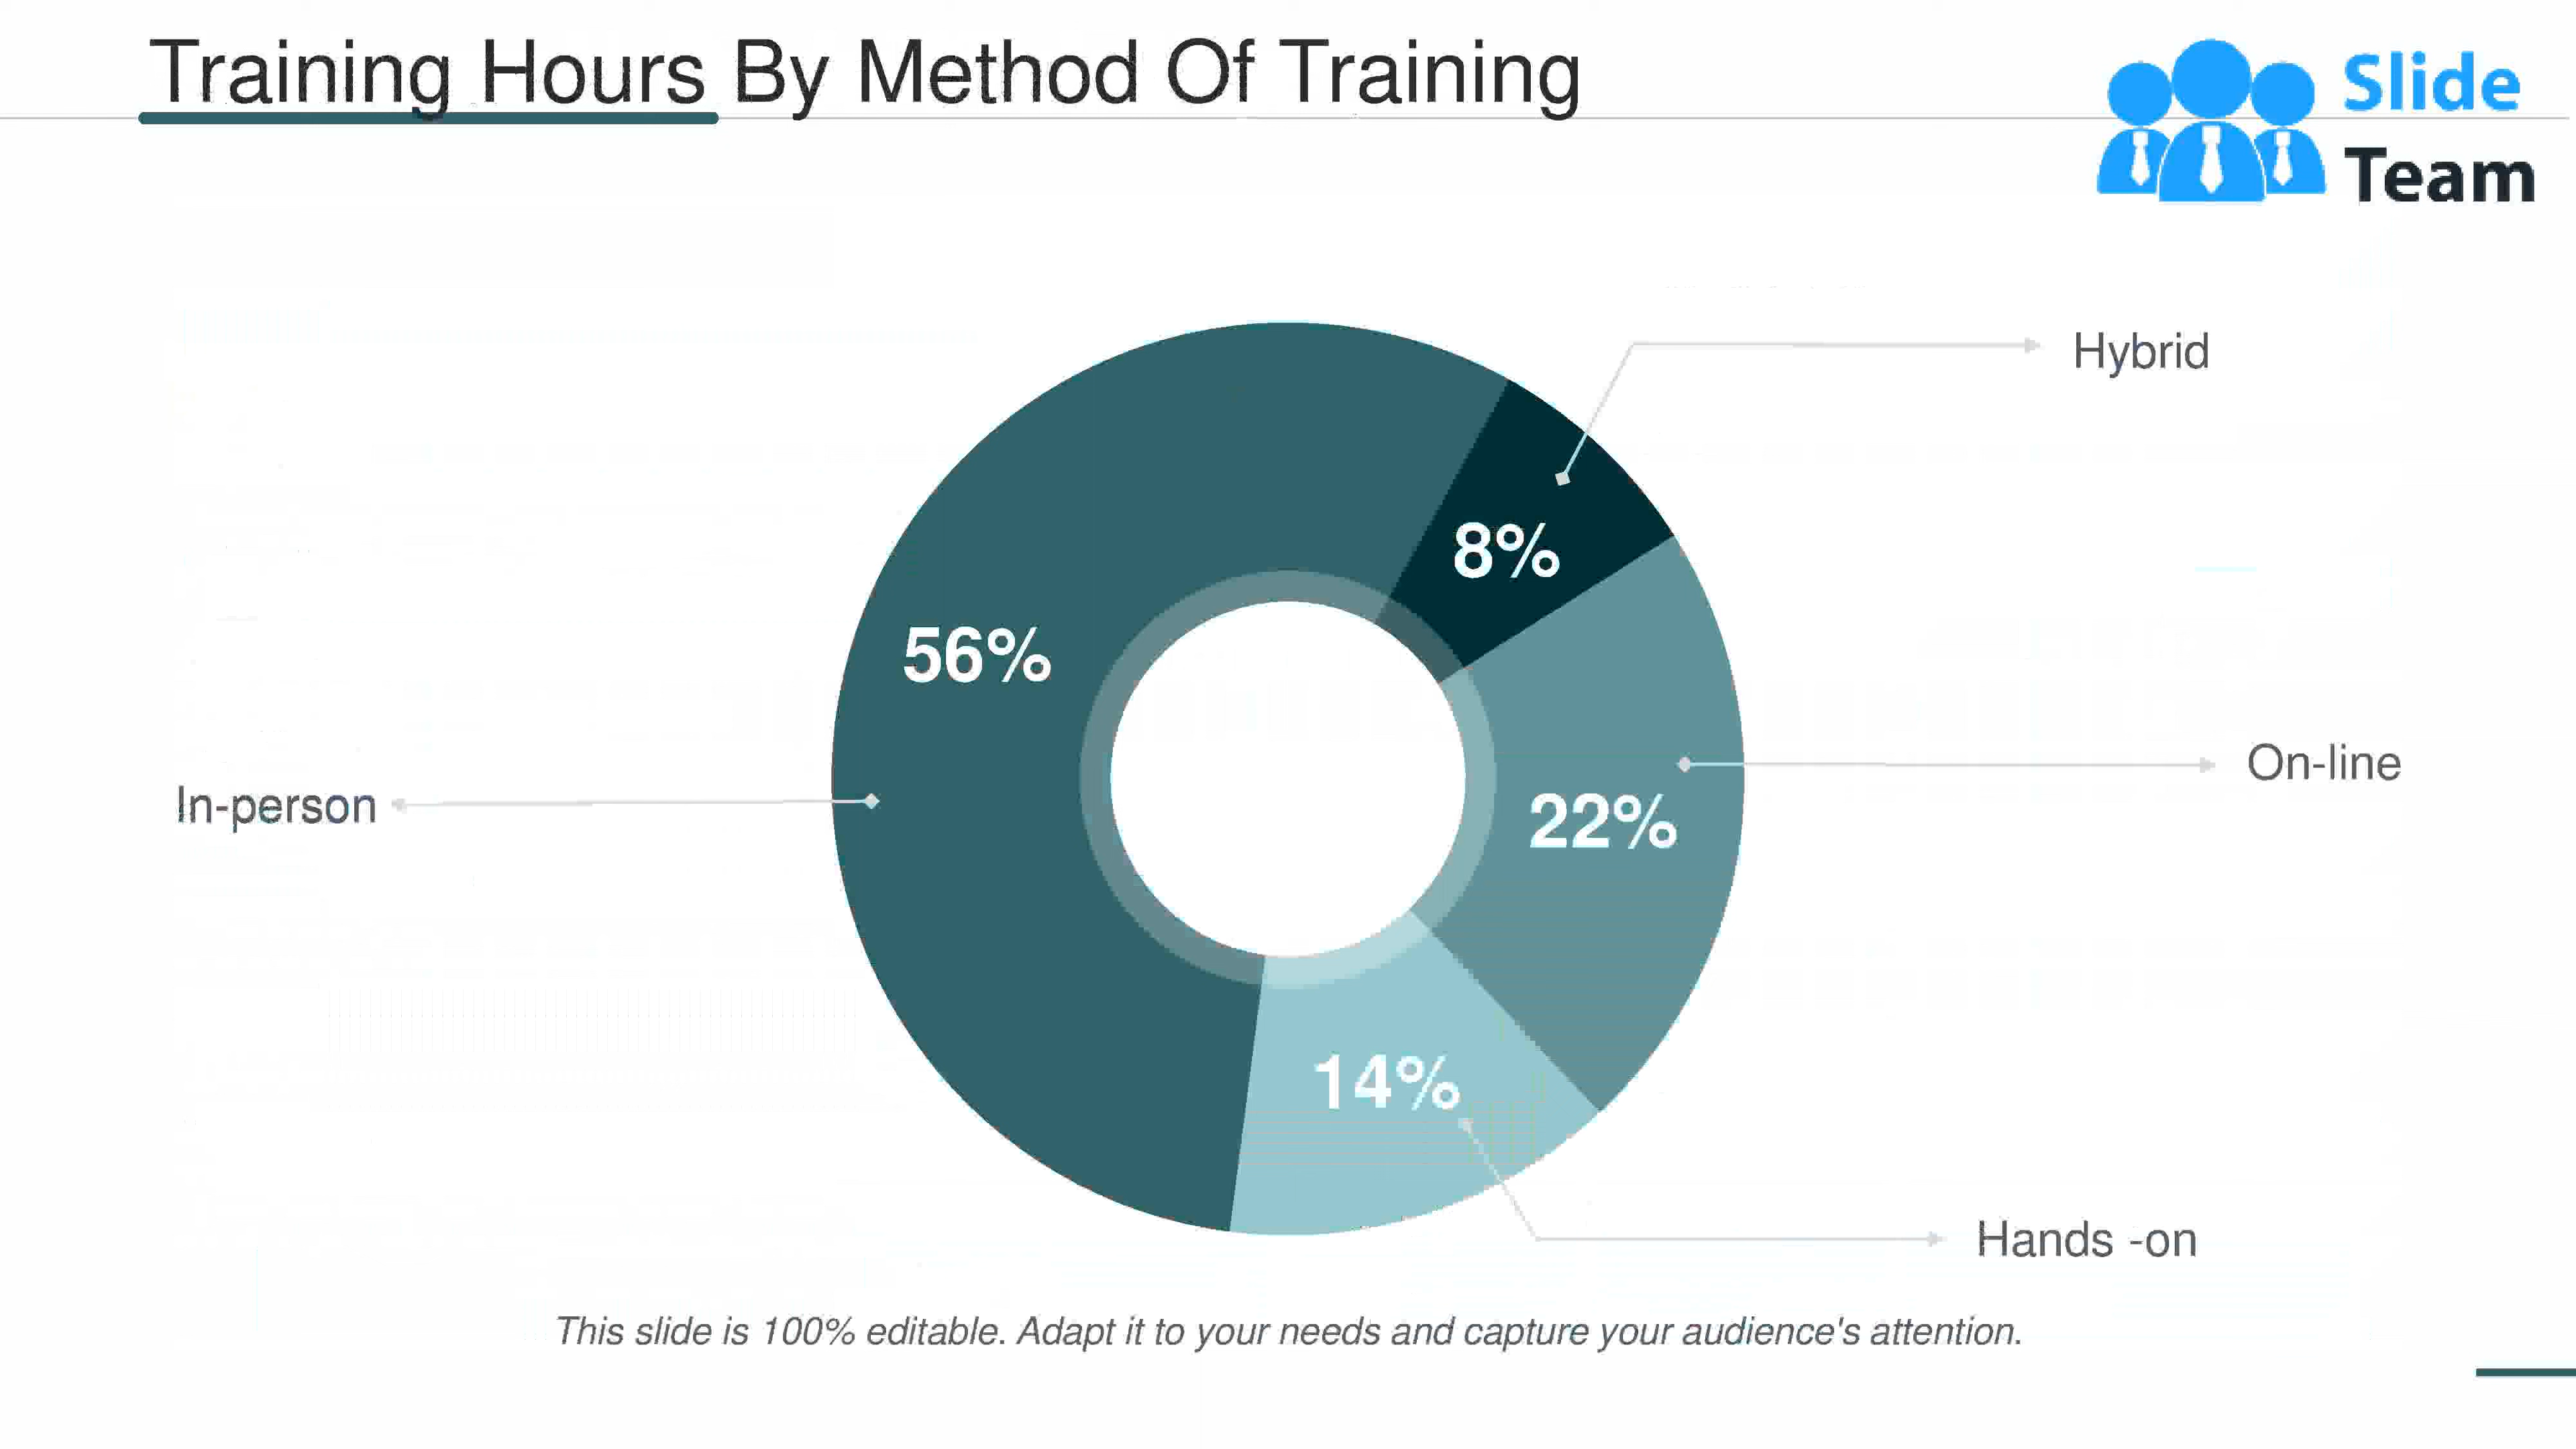 Training Hours By Method Of Training
Slide
Team
Hybrid
8%
56%
On-line
In-person
22%
14%
Hands -on
This slide is 100% editable. Adapt it to your needs and capture your audience's attention.